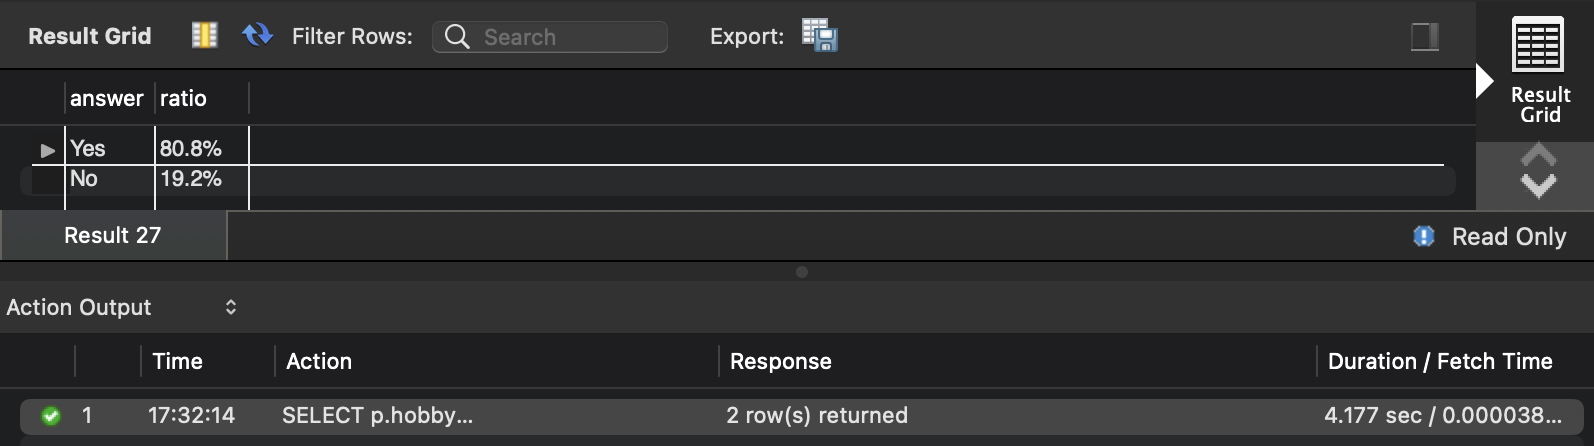 Result Grid Filter Rows: Search Export:
Result
Grid
answer ratio
Yes 80.8%
No 19.2%
Result 27 Read Only
Action Output
Time Action Response Duration / Fetch Time
1 17:32:14 SELECT p.hobby... 2 row(s) returned 4.177 sec / 0.000038...